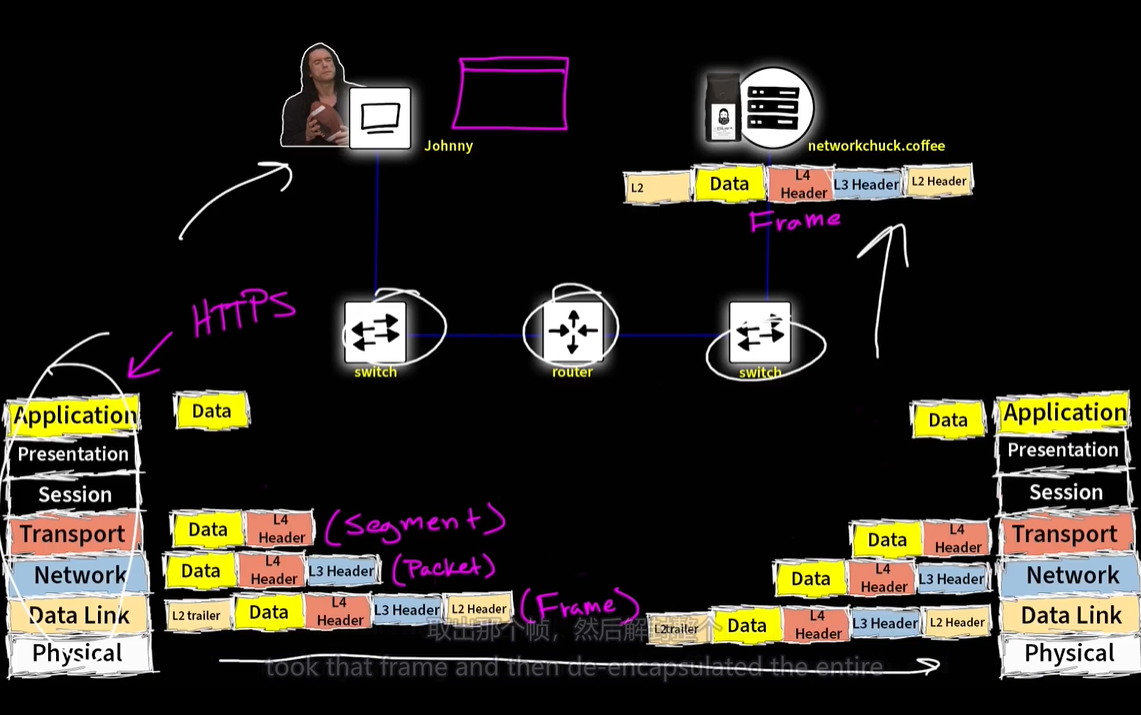 Johnny
networkchuck.coffee
L2 Data L4 Header L3 Header L2 Header
Frame
HTTPS
switch
router
switch
Application
Data
Presentation
Session
Transport
Data L4 Header
(Segment)
Network
Data L4 Header L3 Header
(Packet)
Data Link
L2 trailer Data L4 Header L3 Header L2 Header
(Frame)
Physical
Data
Application
Presentation
Session
Data L4 Header
Transport
Data L4 Header L3 Header
Network
L2trailer Data L4 Header L3 Header L2 Header
Data Link
Physical
取出那个帧，然后解
took that frame and then de-encapsulated the entire